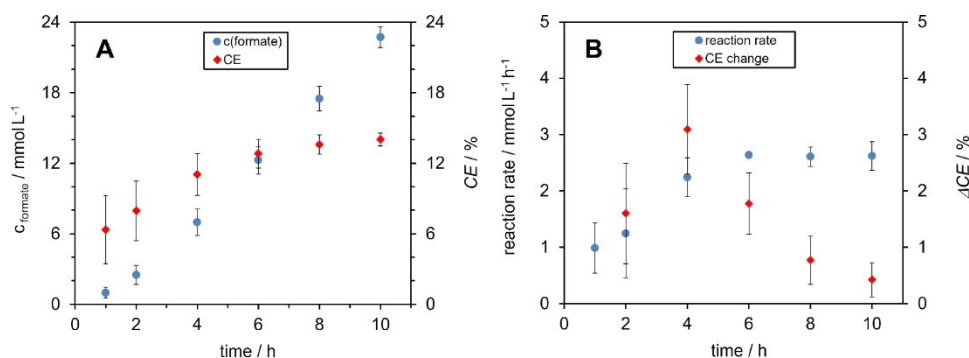 24
18
12
6
0
c formate / mmol L-1
A
c(formate)
CE
24
18
12
6
0
CE / %
0 2 4 6 8 10
time / h
5
4
3
2
1
0
reaction rate / mmol L-1 h-1
B
reaction rate
CE change
5
4
3
2
1
0
ΔCE / %
0 2 4 6 8 10
time / h